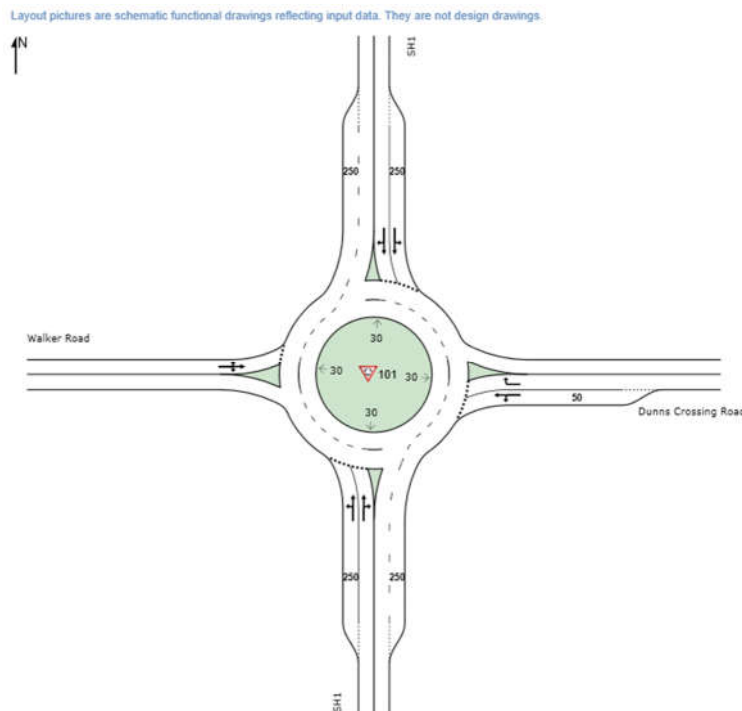 Layout pictures are schematic functional drawings reflecting input data. They are not design drawings.
N
SH1
250
250
Walker Road
30
30
101
30
30
50
Dunns Crossing Road
250
250
SH1